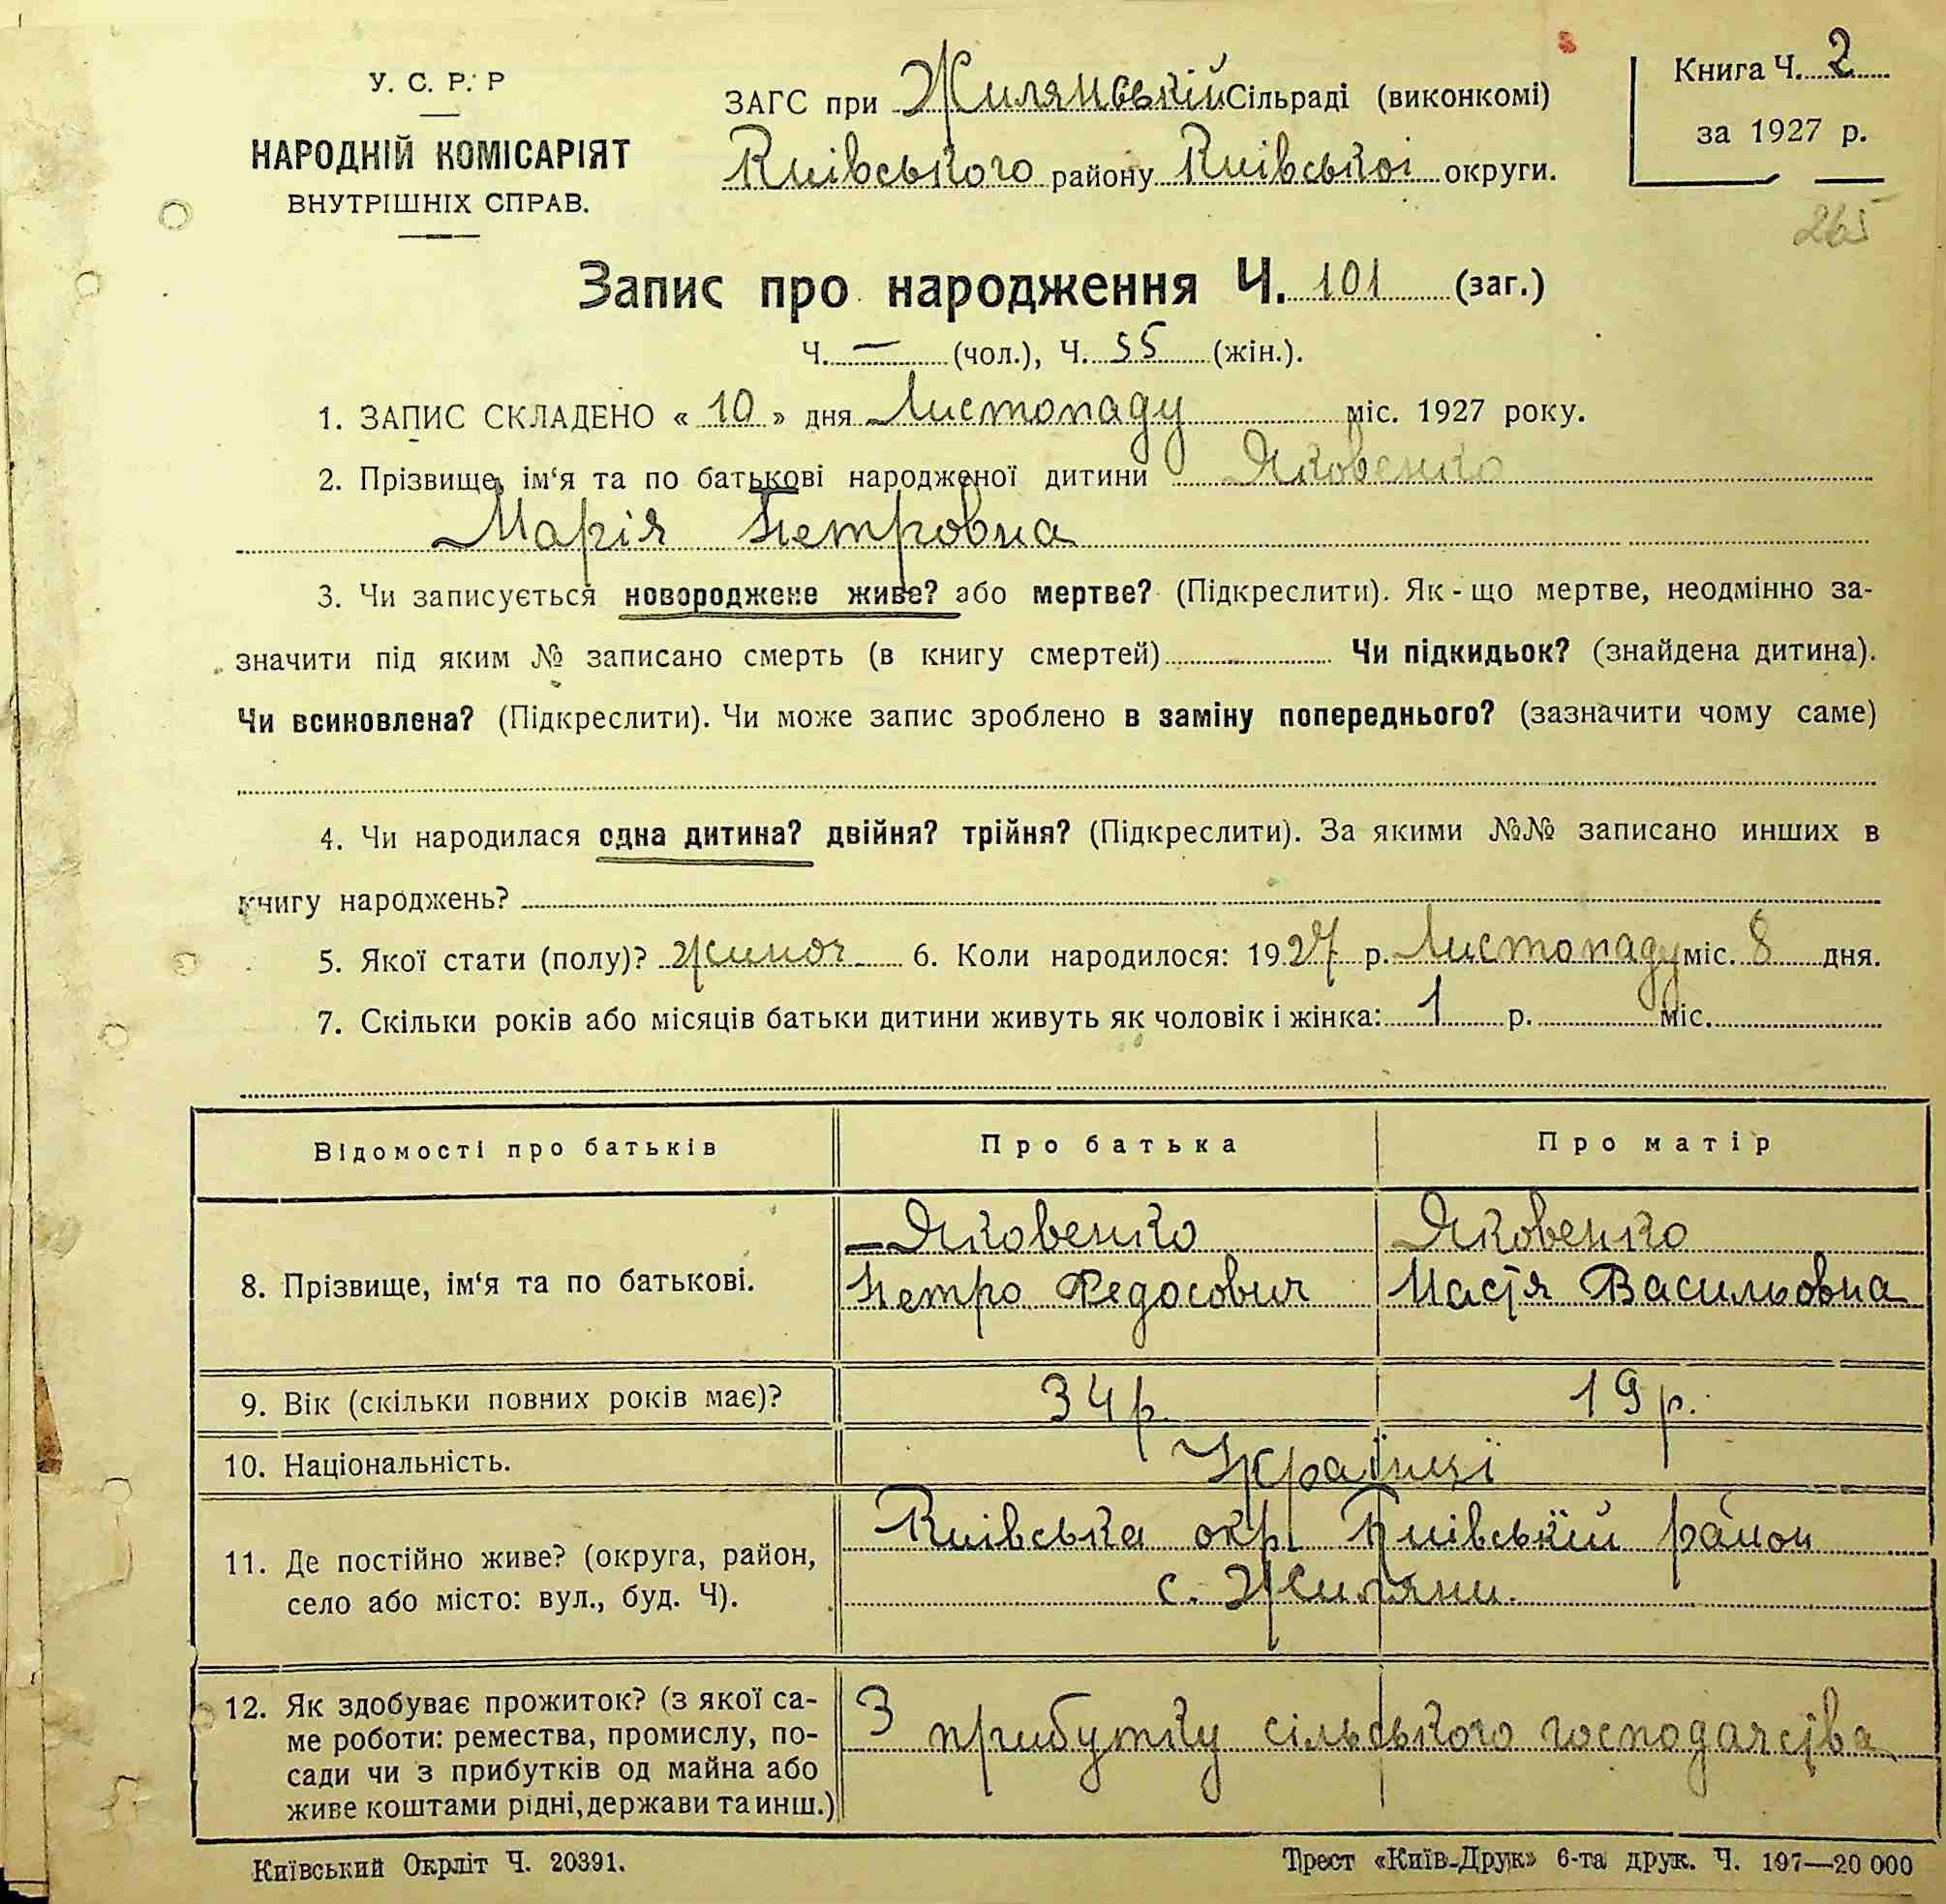 У. С. Р. Р
НАРОДНІЙ КОМІСАРІЯТ
ВНУТРІШНІХ СПРАВ.
ЗАГС при Жилянській Сільраді (виконкомі)
Київського району Київської округи.
Книга Ч. 2
за 1927 р.
265
Запис про народження Ч. 101 (заг.)
Ч. — (чол.), Ч. 55 (жін.).
1. ЗАПИС СКЛАДЕНО « 10 » дня Листопаду міс. 1927 року.
2. Прізвище, ім‘я та по батькові народженої дитини Яковенко
Марія Петровна
3. Чи записується новороджене живе? або мертве? (Підкреслити). Як-що мертве, неодмінно за-
значити під яким № записано смерть (в книгу смертей) Чи підкидьок? (знайдена дитина).
Чи всиновлена? (Підкреслити). Чи може запис зроблено в заміну попереднього? (зазначити чому саме)
4. Чи народилася одна дитина? двійня? трійня? (Підкреслити). За якими №№ записано инших в
книгу народжень?
5. Якої стати (полу)? жиноч 6. Коли народилося: 1927 р. Листопаду міс. 8 дня.
7. Скільки років або місяців батьки дитини живуть як чоловік і жінка: 1 р. міс.
Відомості про батьків Про батька Про матір
8. Прізвище, ім‘я та по батькові.
Яковенко
Петро Федосович
Яковенко
Настя Васильовна
9. Вік (скільки повних років має)? 34 р. 19 р.
10. Національність. Українці
11. Де постійно живе? (округа, район,
село або місто: вул., буд. Ч).
Київська окр. Київський район
с. Жиляни.
12. Як здобуває прожиток? (з якої са-
ме роботи: ремества, промислу, по-
сади чи з прибутків од майна або
живе коштами рідні, держави та инш.)
З прибутку сільського господарства
Київський Окрліт Ч. 20391.
Трест «Київ-Друк» 6-та друк. Ч. 197—20 000